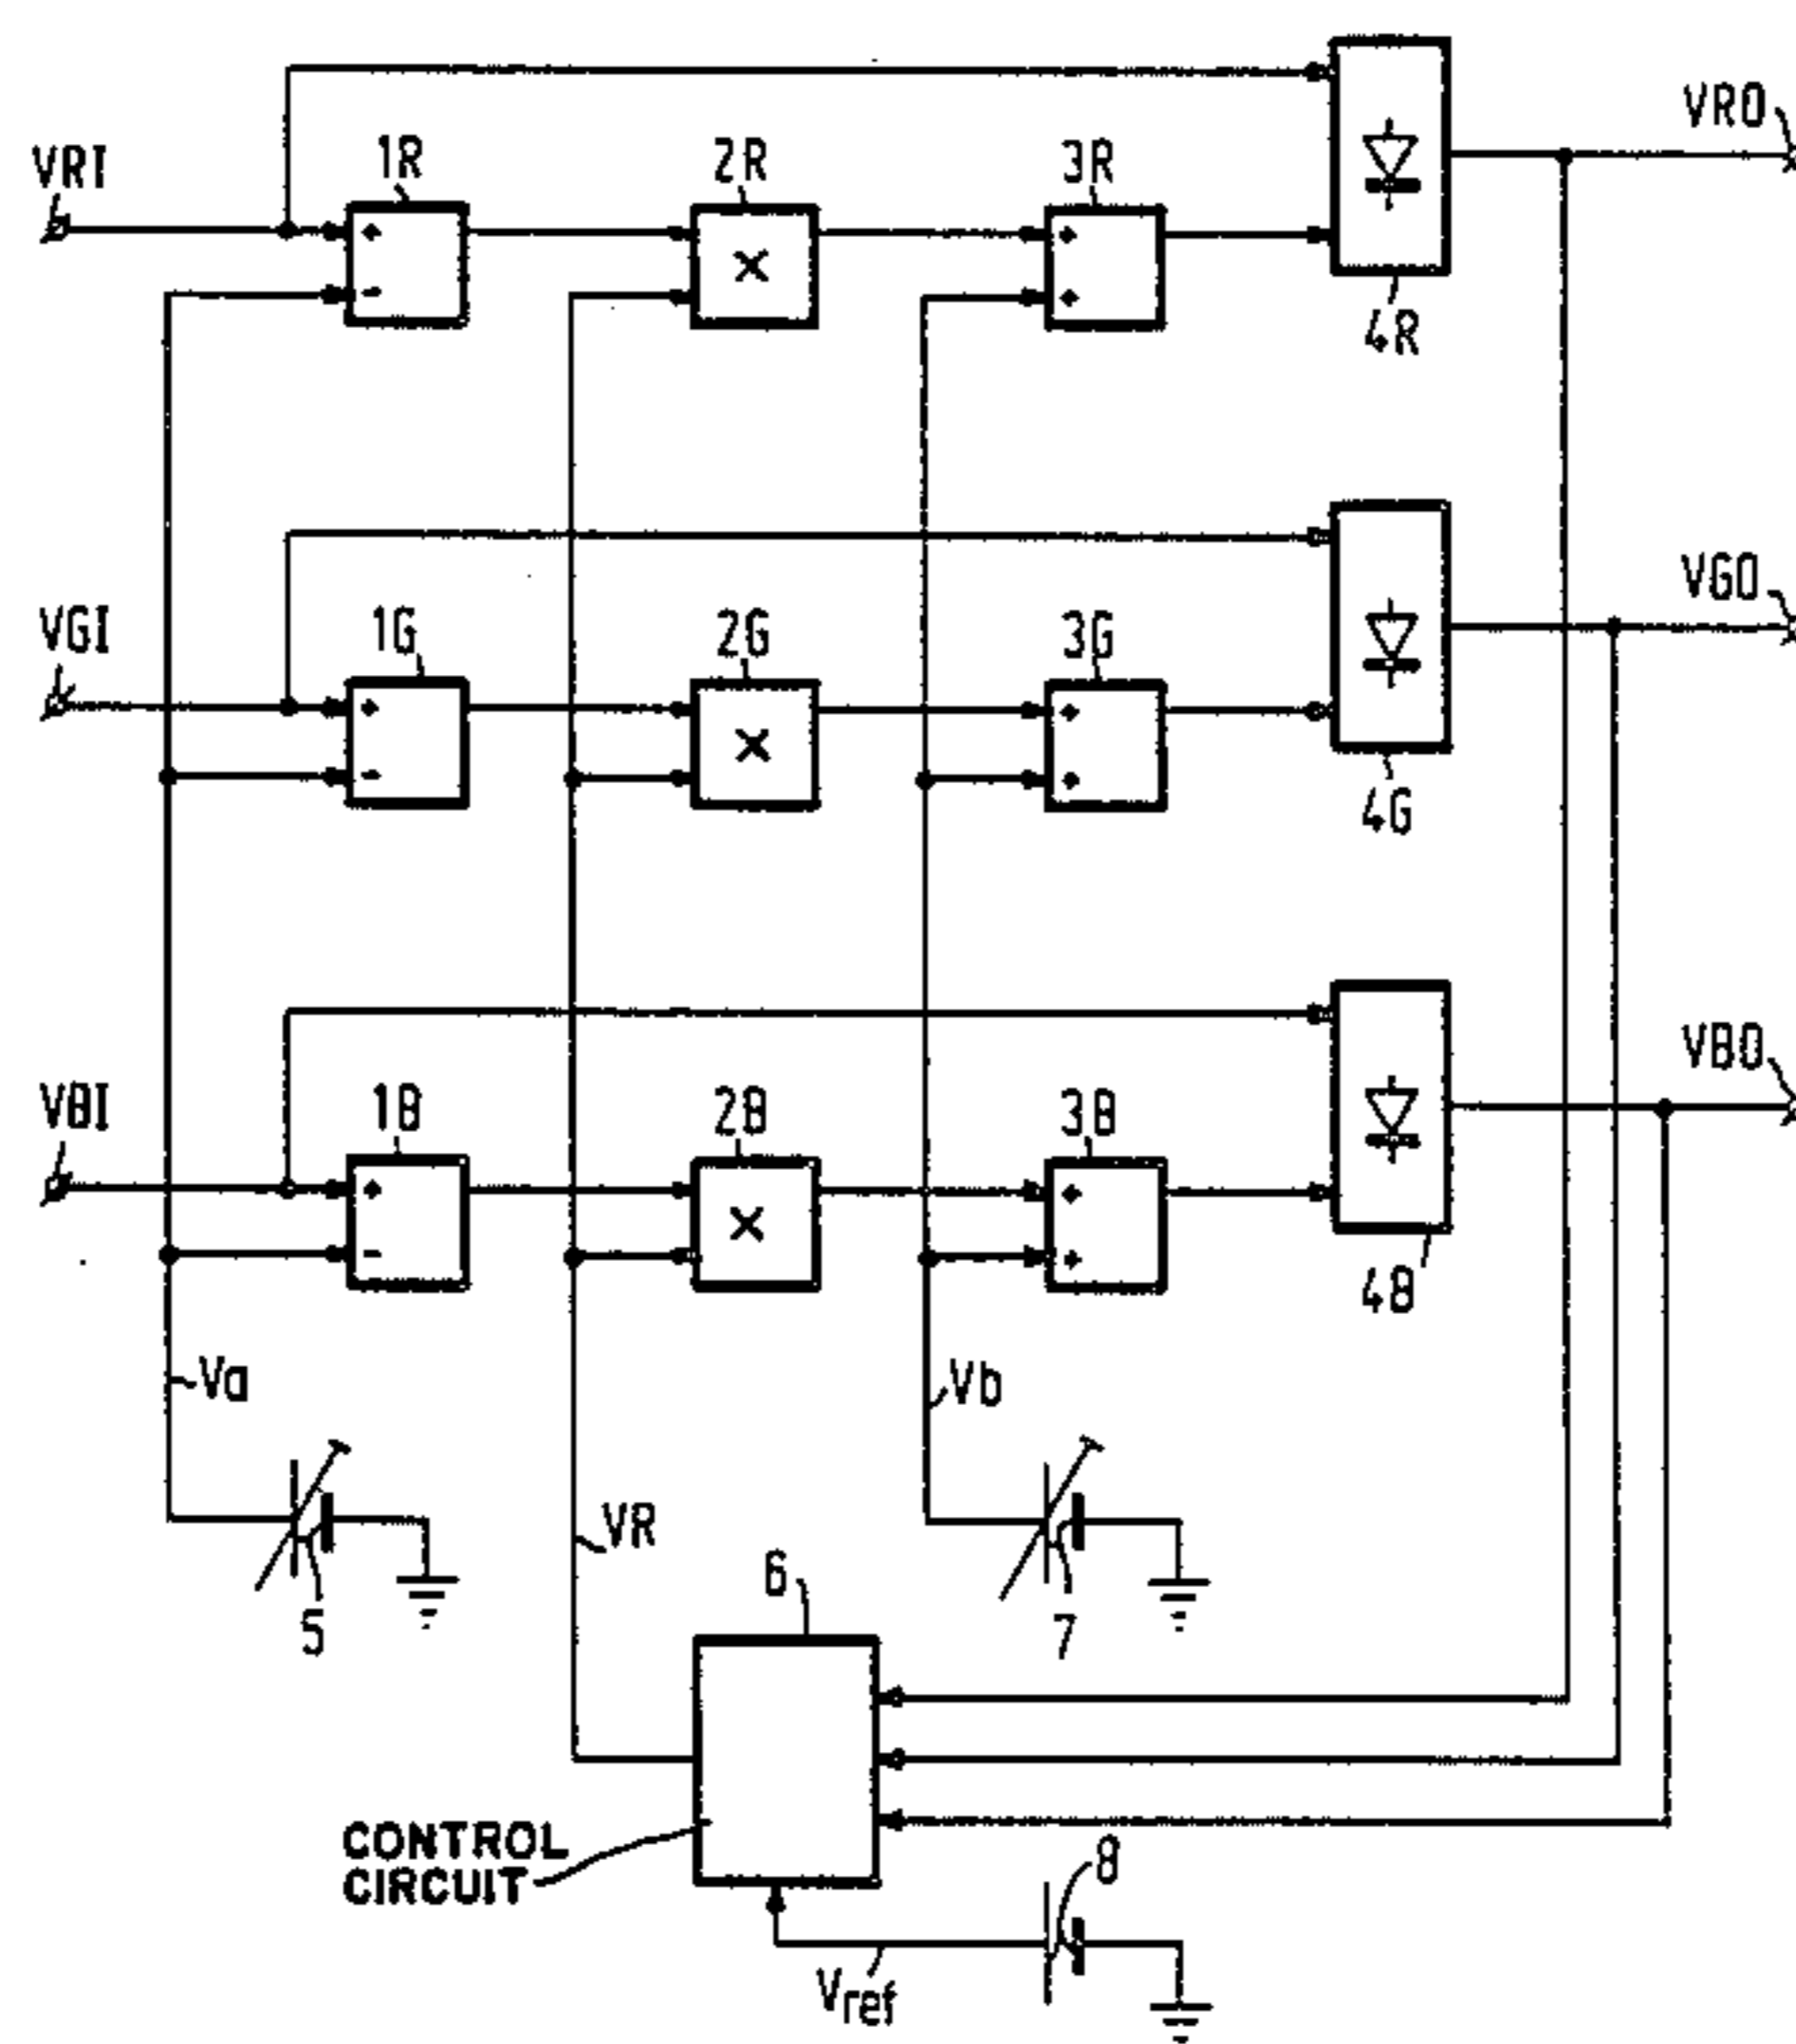 VRO
VRI
1R
2R
3R
4R
VGO
VGI
1G
2G
3G
4G
VBO
VBI
1B
2B
3B
4B
Va
Vb
VR
5
6
7
CONTROL
CIRCUIT
8
Vref